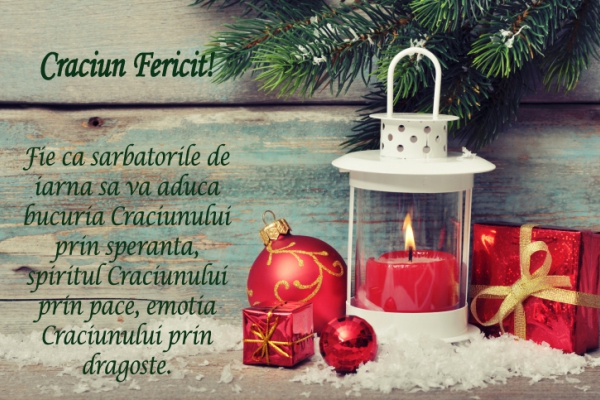 Craciun Fericit!
Fie ca sarbatorile de
iarna sa va aduca
bucuria Craciunului
prin speranta,
spiritul Craciunului
prin pace, emotia
Craciunului prin
dragoste.